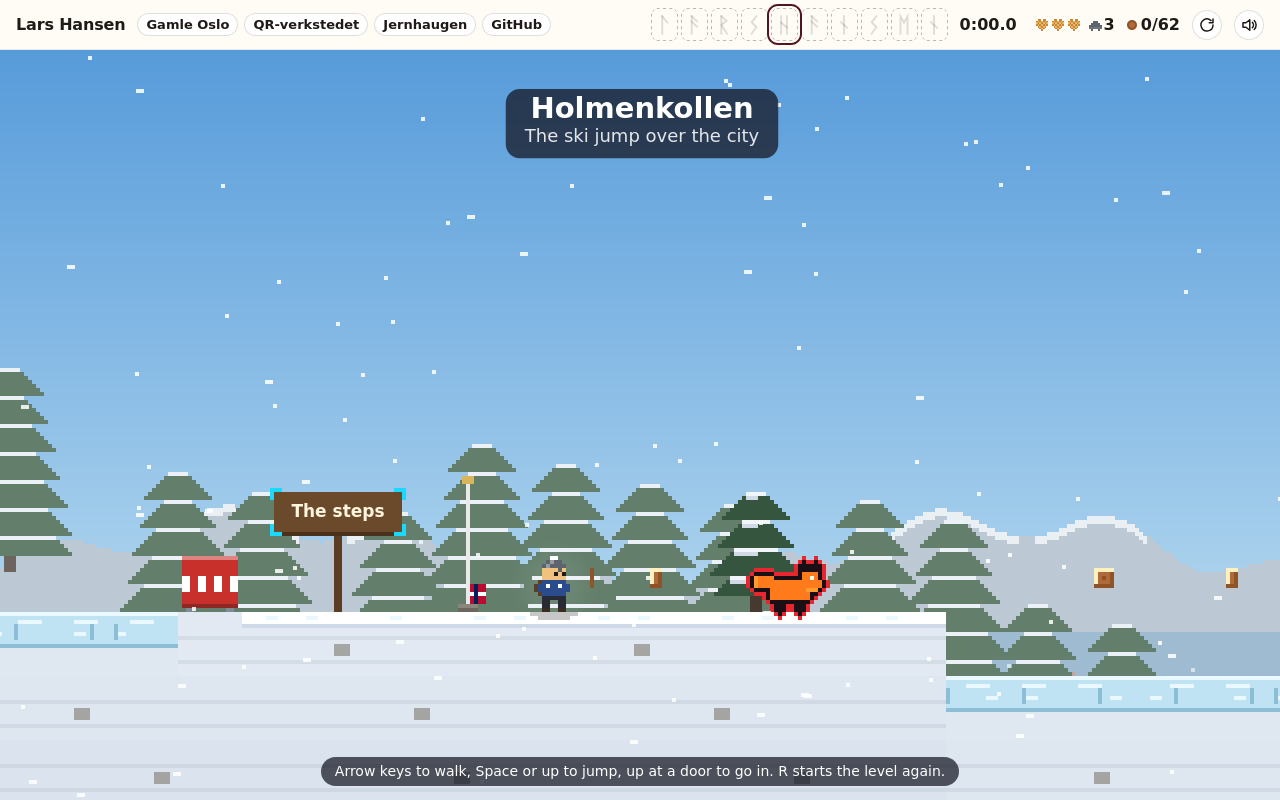 Lars Hansen
Gamle Oslo
QR-verkstedet
Jernhaugen
GitHub
ᛚ ᚨ ᚱ ᛊ ᚺ ᚨ ᚾ ᛊ ᛖ ᚾ
0:00.0
3
0/62
Holmenkollen
The ski jump over the city
The steps
Arrow keys to walk, Space or up to jump, up at a door to go in. R starts the level again.